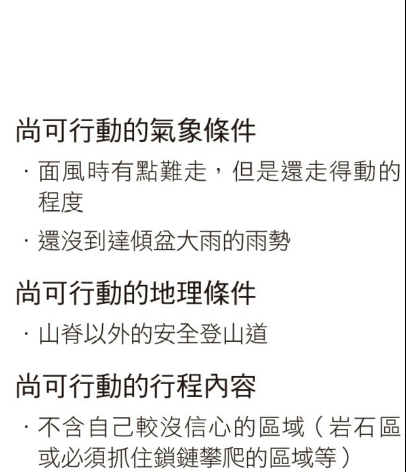 尚可行動的氣象條件
·面風時有點難走，但是還走得動的
程度
·還沒到達傾盆大雨的雨勢
尚可行動的地理條件
·山脊以外的安全登山道
尚可行動的行程內容
·不含自己較沒信心的區域（岩石區
或必須抓住鎖鏈攀爬的區域等）